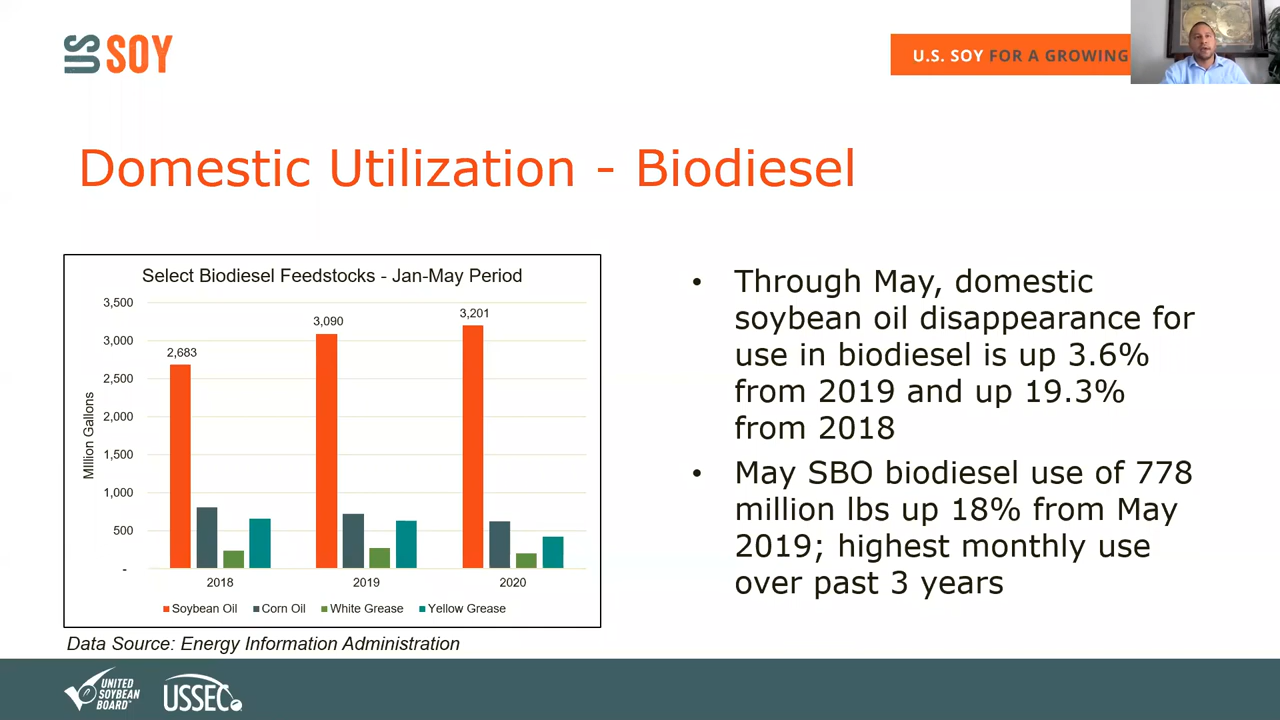 US SOY
U.S. SOY FOR A GROWING
Domestic Utilization - Biodiesel
Select Biodiesel Feedstocks - Jan-May Period
Million Gallons
3,500
3,000
2,500
2,000
1,500
1,000
500
-
2,683
3,090
3,201
2018
2019
2020
Soybean Oil Corn Oil White Grease Yellow Grease
Data Source: Energy Information Administration
• Through May, domestic
soybean oil disappearance for
use in biodiesel is up 3.6%
from 2019 and up 19.3%
from 2018
• May SBO biodiesel use of 778
million lbs up 18% from May
2019; highest monthly use
over past 3 years
UNITED
SOYBEAN
BOARD™
USSEC